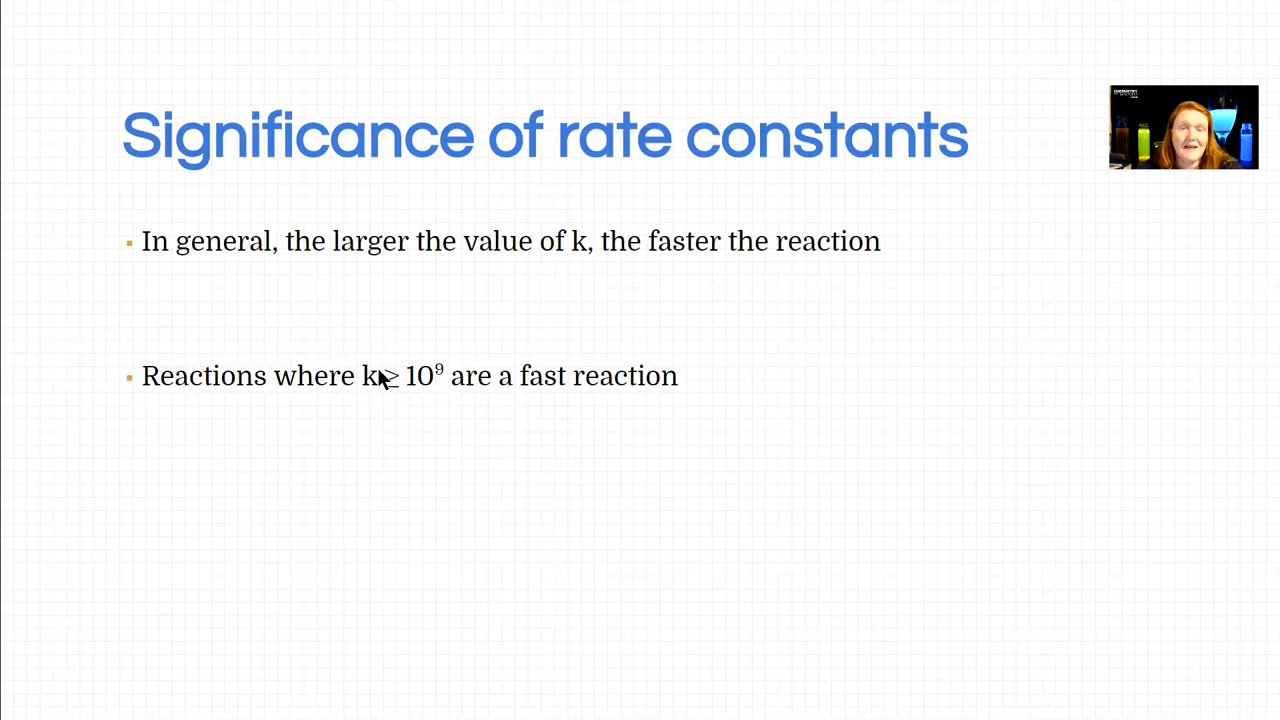 Significance of rate constants
CHEMISTRY
▪ In general, the larger the value of k, the faster the reaction
▪ Reactions where k ≥ 10⁹ are a fast reaction